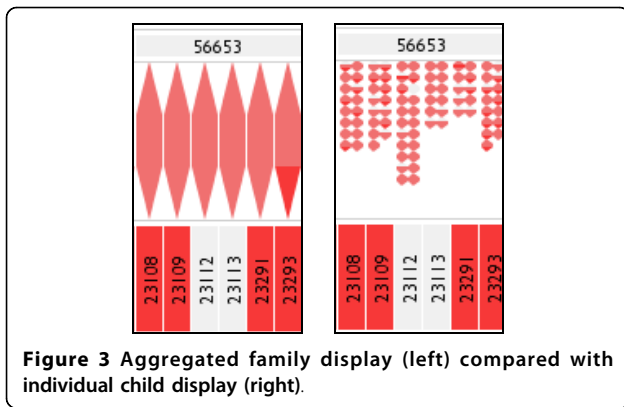 56653
56653
23108 23109 23112 23113 23291 23293
23108 23109 23112 23113 23291 23293
Figure 3 Aggregated family display (left) compared with
individual child display (right).